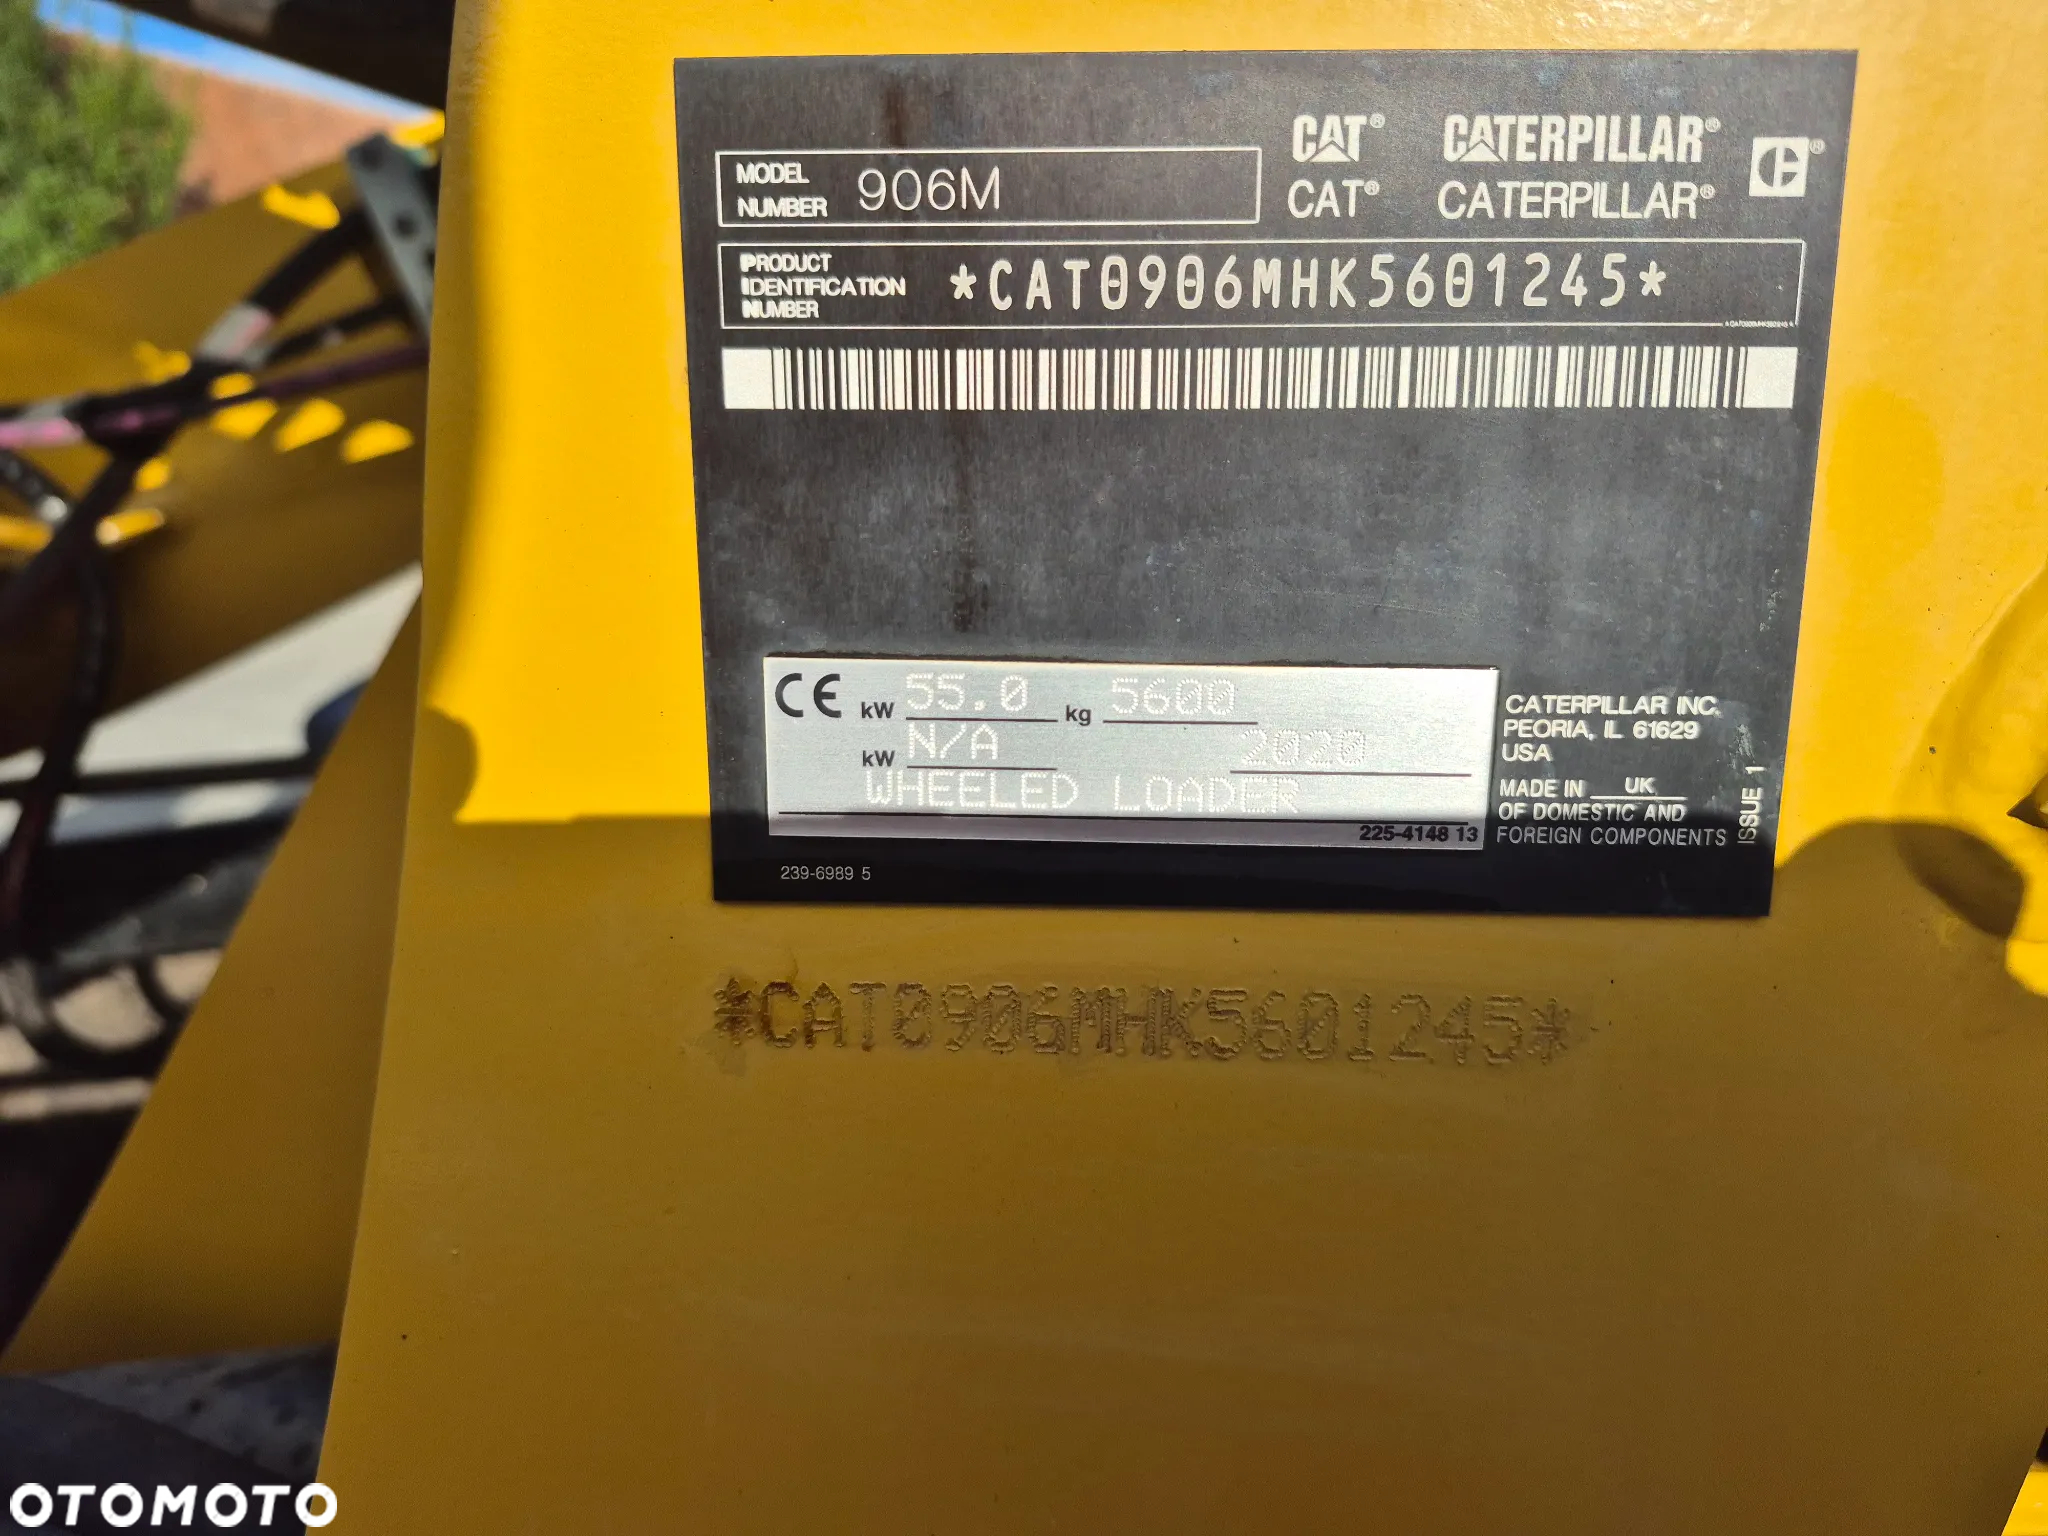 CAT® CATERPILLAR®
CAT® CATERPILLAR®
MODEL NUMBER 906M
PRODUCT IDENTIFICATION NUMBER *CAT0906MHK5601245*
CE kW 55.0 kg 5600
kW N/A 2020
WHEELED LOADER
225-4148 13
CATERPILLAR INC.
PEORIA, IL 61629
USA
MADE IN UK
OF DOMESTIC AND
FOREIGN COMPONENTS
ISSUE 1
239-6989 5
*CAT0906MHK5601245*
OTOMOTO